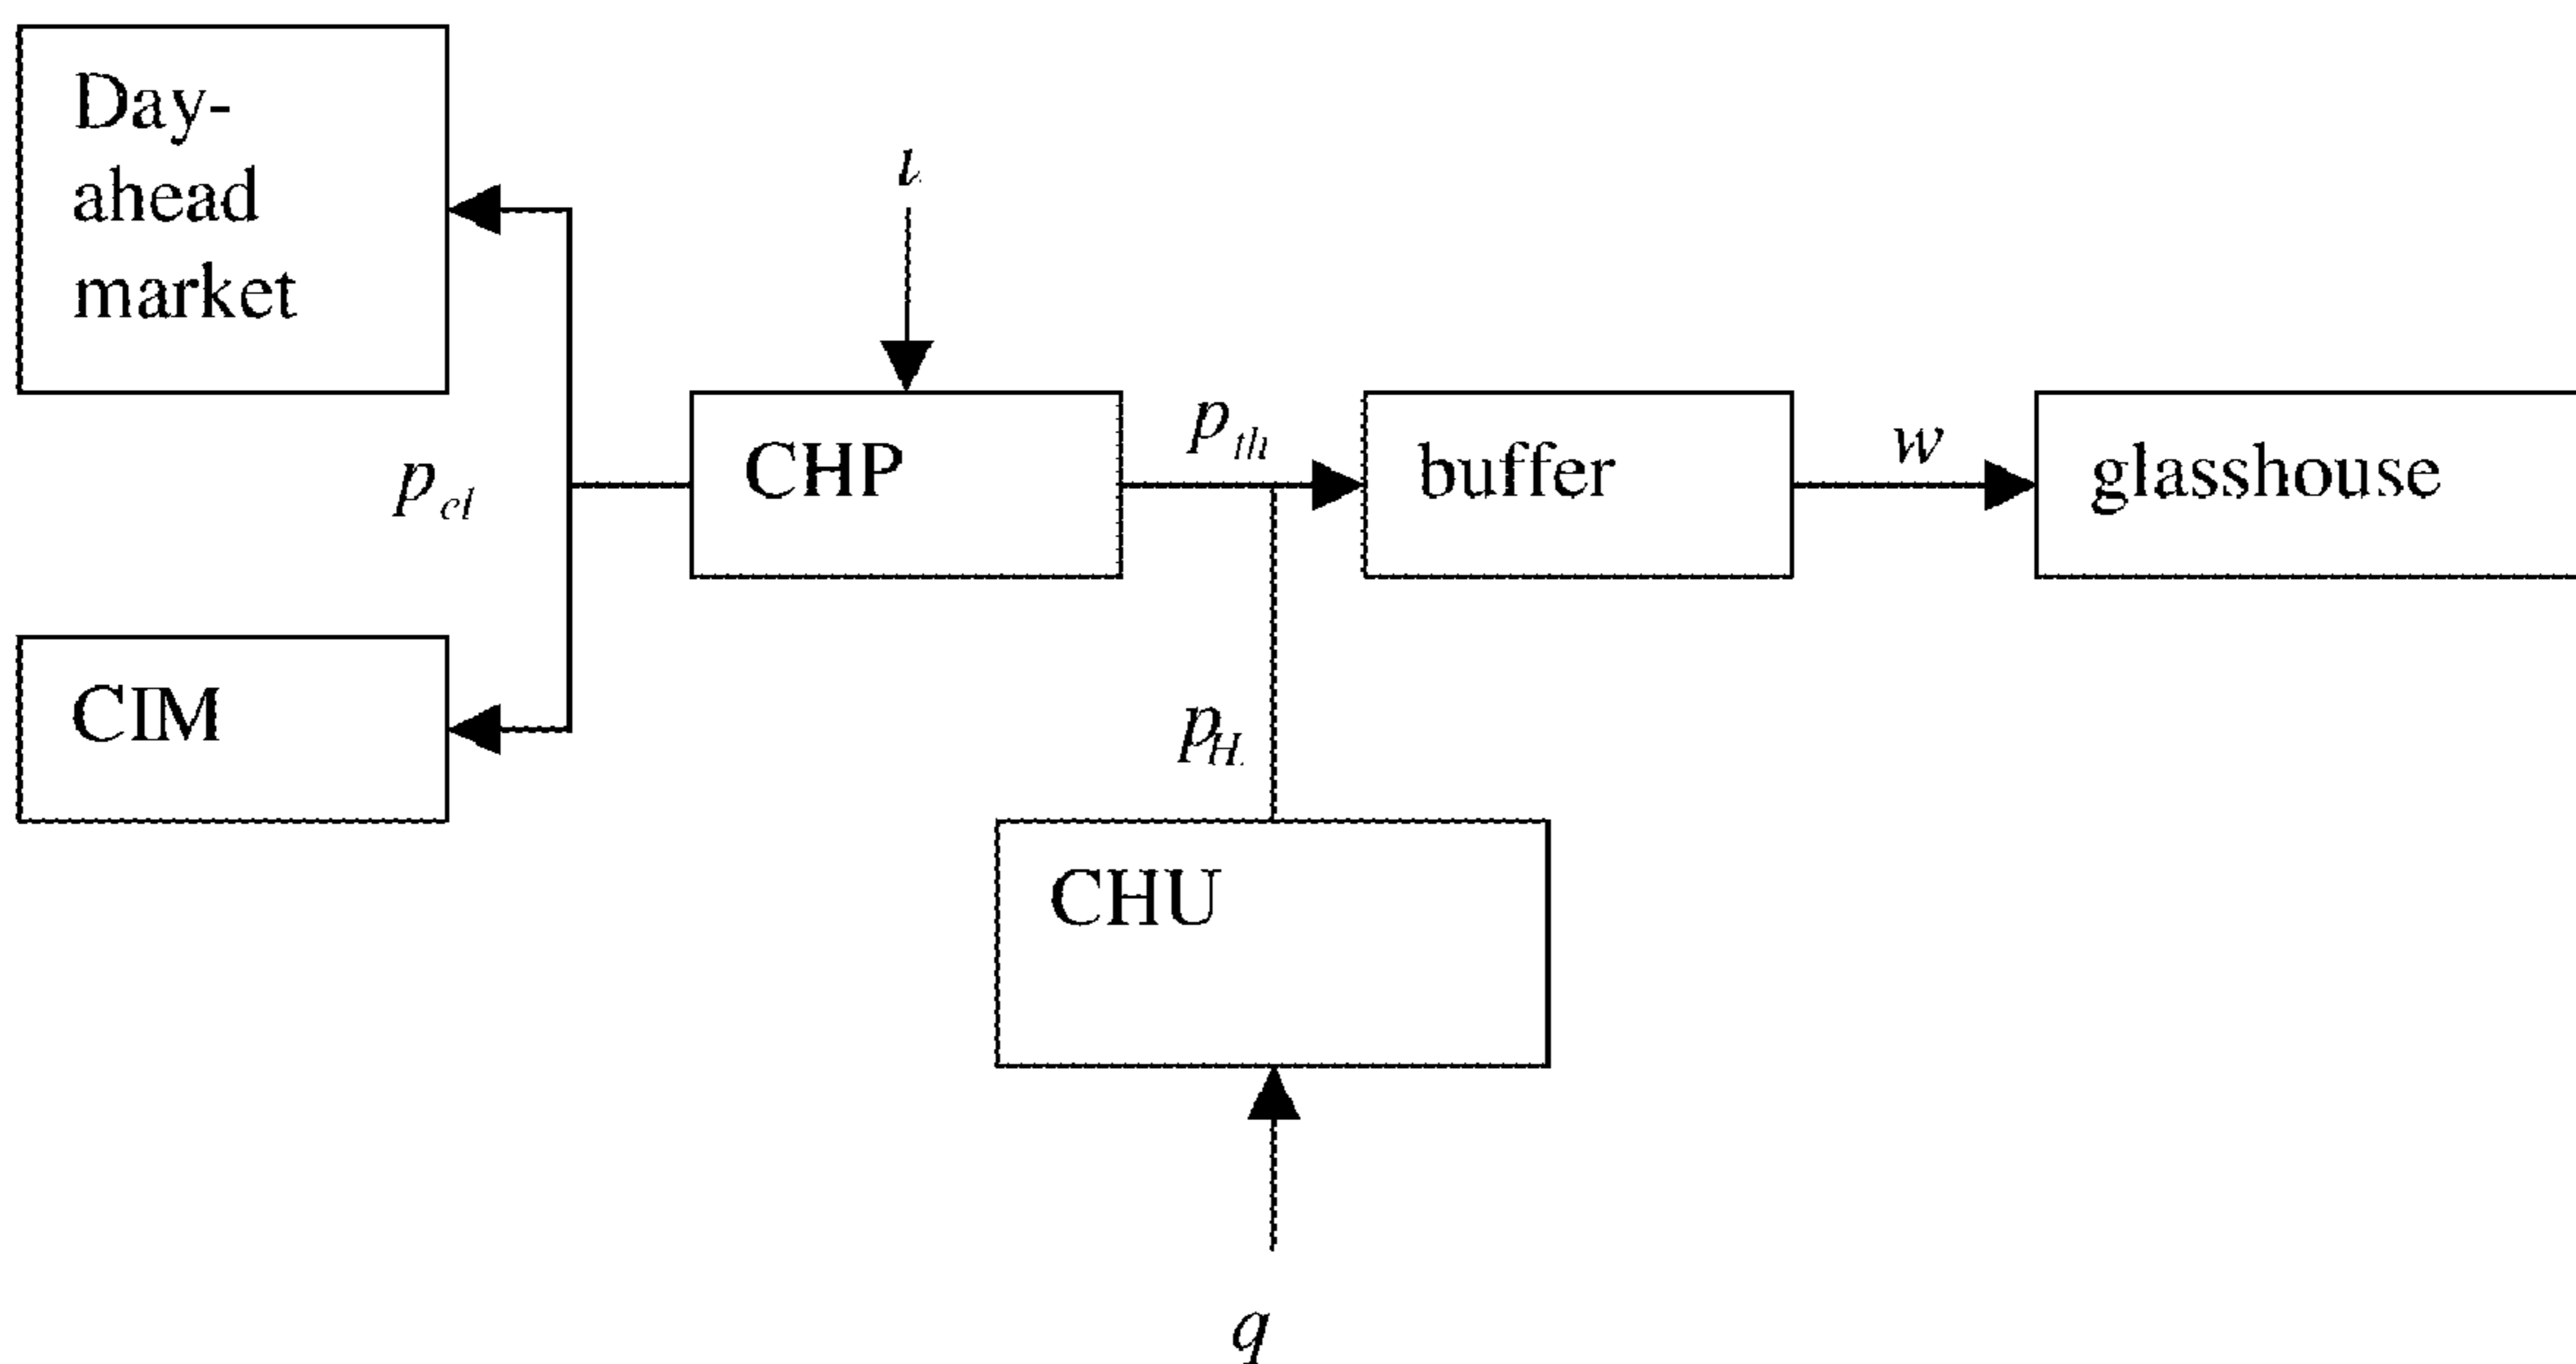 Day-
ahead
market
CHP
p_th
buffer
w
glasshouse
p_el
CIM
p_H
CHU
q